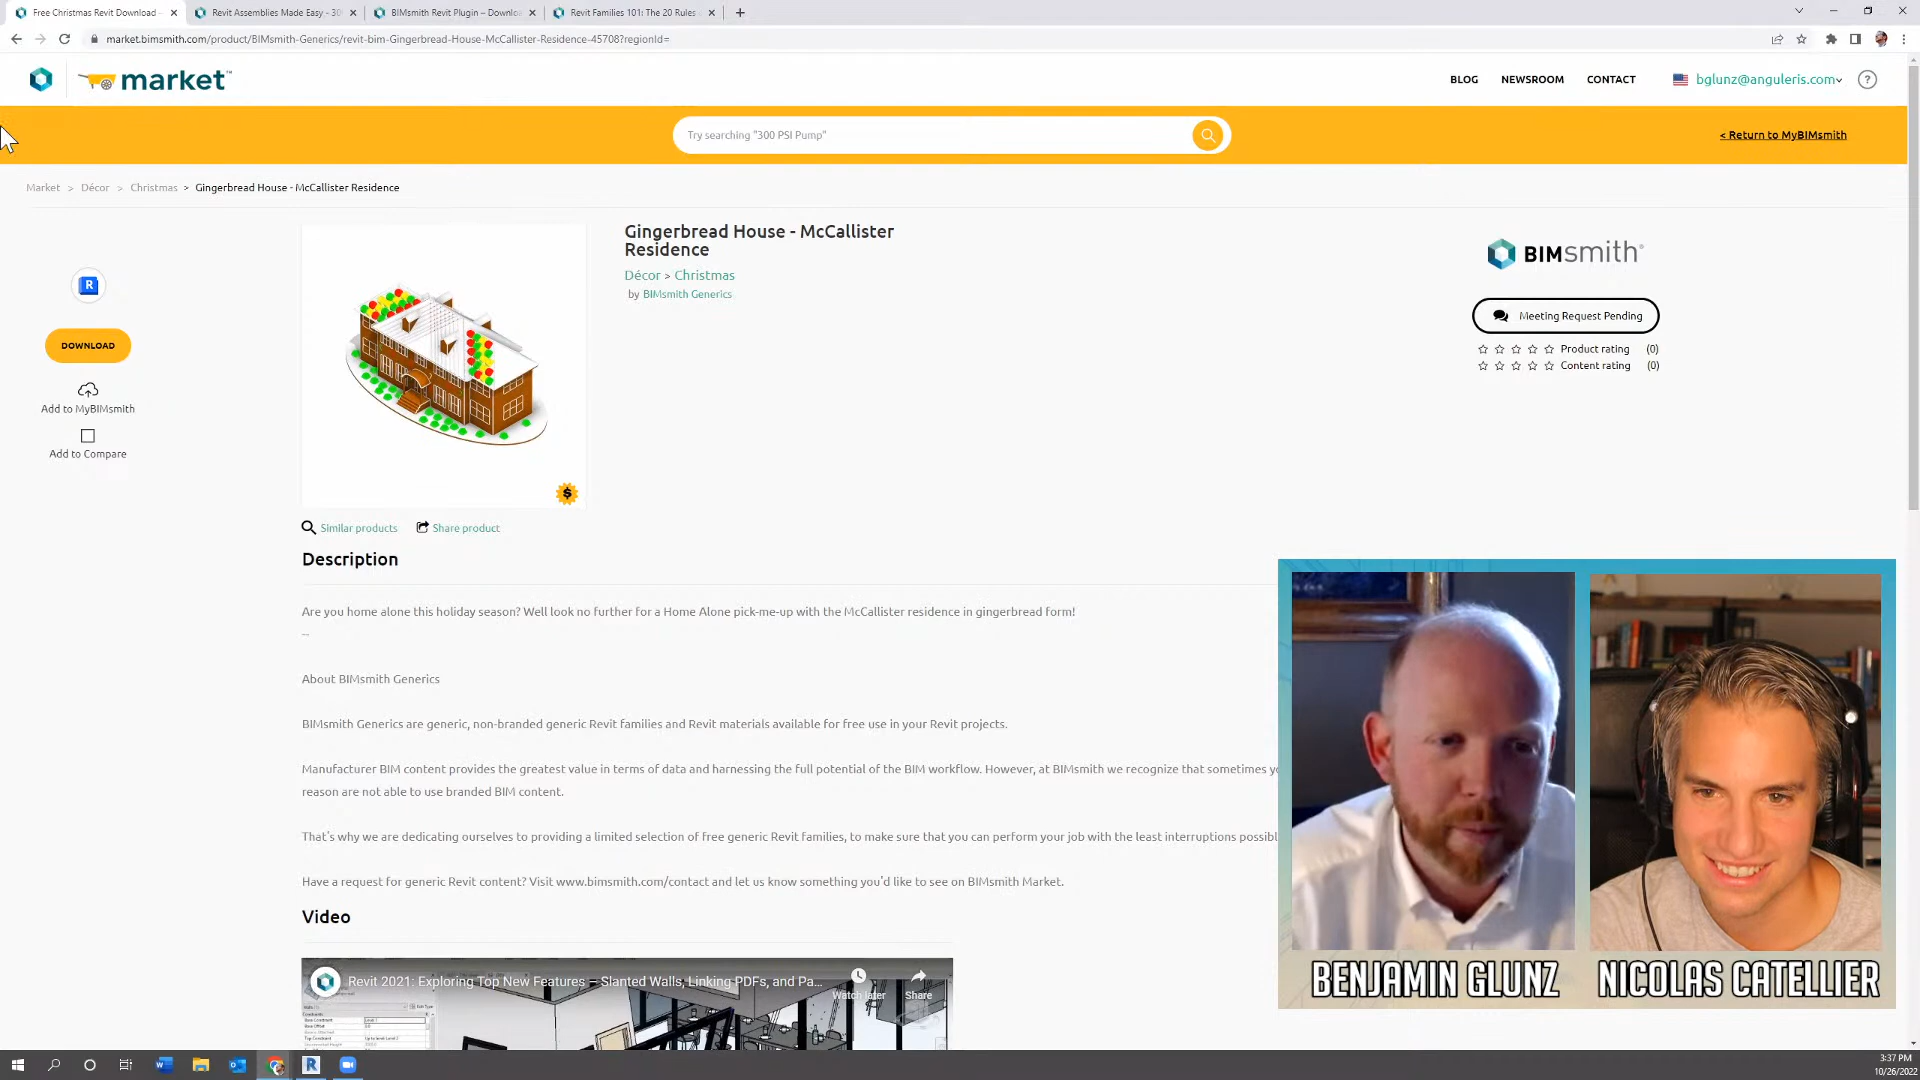 Free Christmas Revit Download –
Revit Assemblies Made Easy - 30
BIMsmith Revit Plugin – Downloa
Revit Families 101: The 20 Rules
market.bimsmith.com/product/BIMsmith-Generics/revit-bim-Gingerbread-House-McCallister-Residence-45708?regionId=
market™
BLOG NEWSROOM CONTACT bglunz@anguleris.com
Try searching "300 PSI Pump"
< Return to MyBIMsmith
Market > Décor > Christmas > Gingerbread House - McCallister Residence
Gingerbread House - McCallister
Residence
Décor > Christmas
by BIMsmith Generics
BIMsmith®
Meeting Request Pending
Product rating (0)
Content rating (0)
R
DOWNLOAD
Add to MyBIMsmith
Add to Compare
$
Similar products Share product
Description
Are you home alone this holiday season? Well look no further for a Home Alone pick-me-up with the McCallister residence in gingerbread form!
--
About BIMsmith Generics
BIMsmith Generics are generic, non-branded generic Revit families and Revit materials available for free use in your Revit projects.
Manufacturer BIM content provides the greatest value in terms of data and harnessing the full potential of the BIM workflow. However, at BIMsmith we recognize that sometimes yo
reason are not able to use branded BIM content.
That's why we are dedicating ourselves to providing a limited selection of free generic Revit families, to make sure that you can perform your job with the least interruptions possibl
Have a request for generic Revit content? Visit www.bimsmith.com/contact and let us know something you'd like to see on BIMsmith Market.
Video
Revit 2021: Exploring Top New Features – Slanted Walls, Linking PDFs, and Pa...
Watch later Share
BENJAMIN GLUNZ
NICOLAS CATELLIER
3:37 PM
10/26/2022